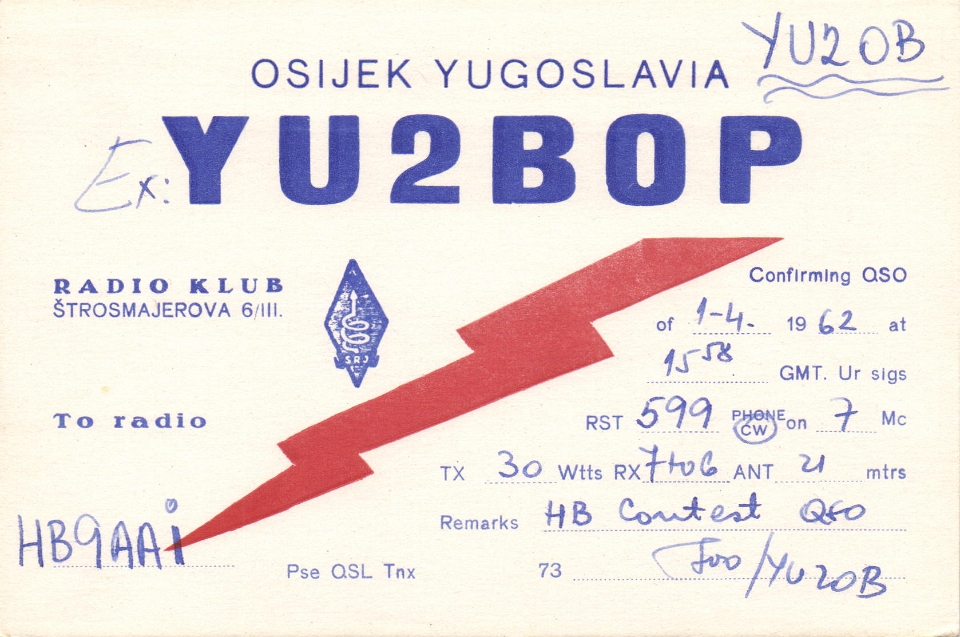 YU2OB
OSIJEK YUGOSLAVIA
Ex: YU2BOP
RADIO KLUB
ŠTROSMAJEROVA 6/III.
SRJ
To radio
HB9AAi
Pse QSL Tnx
Confirming QSO
of 1-4. 1962 at
15 58 GMT. Ur sigs
RST 599 PHONE CW on 7 Mc
TX 30 Wtts RX ANT 21 mtrs
Remarks HB Contest QSO
73 /YU2OB